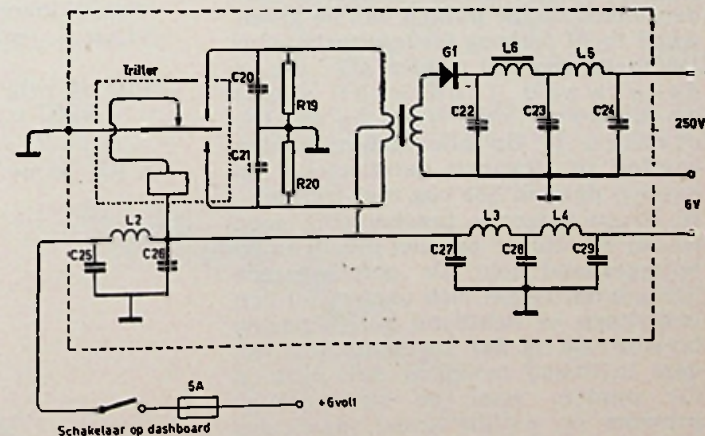 Triller
C20
R19
C21
R20
Gl
L6
L5
C22
C23
C24
250V
6V
L2
C25
C26
L3
L4
C27
C28
C29
5A
+6volt
Schakelaar op dashboard